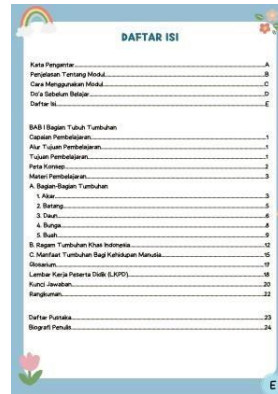 DAFTAR ISI
Kata Pengantar A
Penjelasan Tentang Modul B
Cara Menggunakan Modul C
Do'a Sebelum Belajar D
Daftar Isi E
BAB I Bagian Tubuh Tumbuhan
Capaian Pembelajaran 1
Alur Tujuan Pembelajaran 1
Tujuan Pembelajaran 1
Peta Konsep 2
Materi Pembelajaran 3
A. Bagian-Bagian Tumbuhan
1. Akar 3
2. Batang 5
3. Daun 6
4. Bunga 8
5. Buah 9
B. Ragam Tumbuhan Khas Indonesia 12
C. Manfaat Tumbuhan Bagi Kehidupan Manusia 15
Glosarium 17
Lembar Kerja Peserta Didik (LKPD) 18
Kunci Jawaban 20
Rangkuman 22
Daftar Pustaka 23
Biografi Penulis 24
E